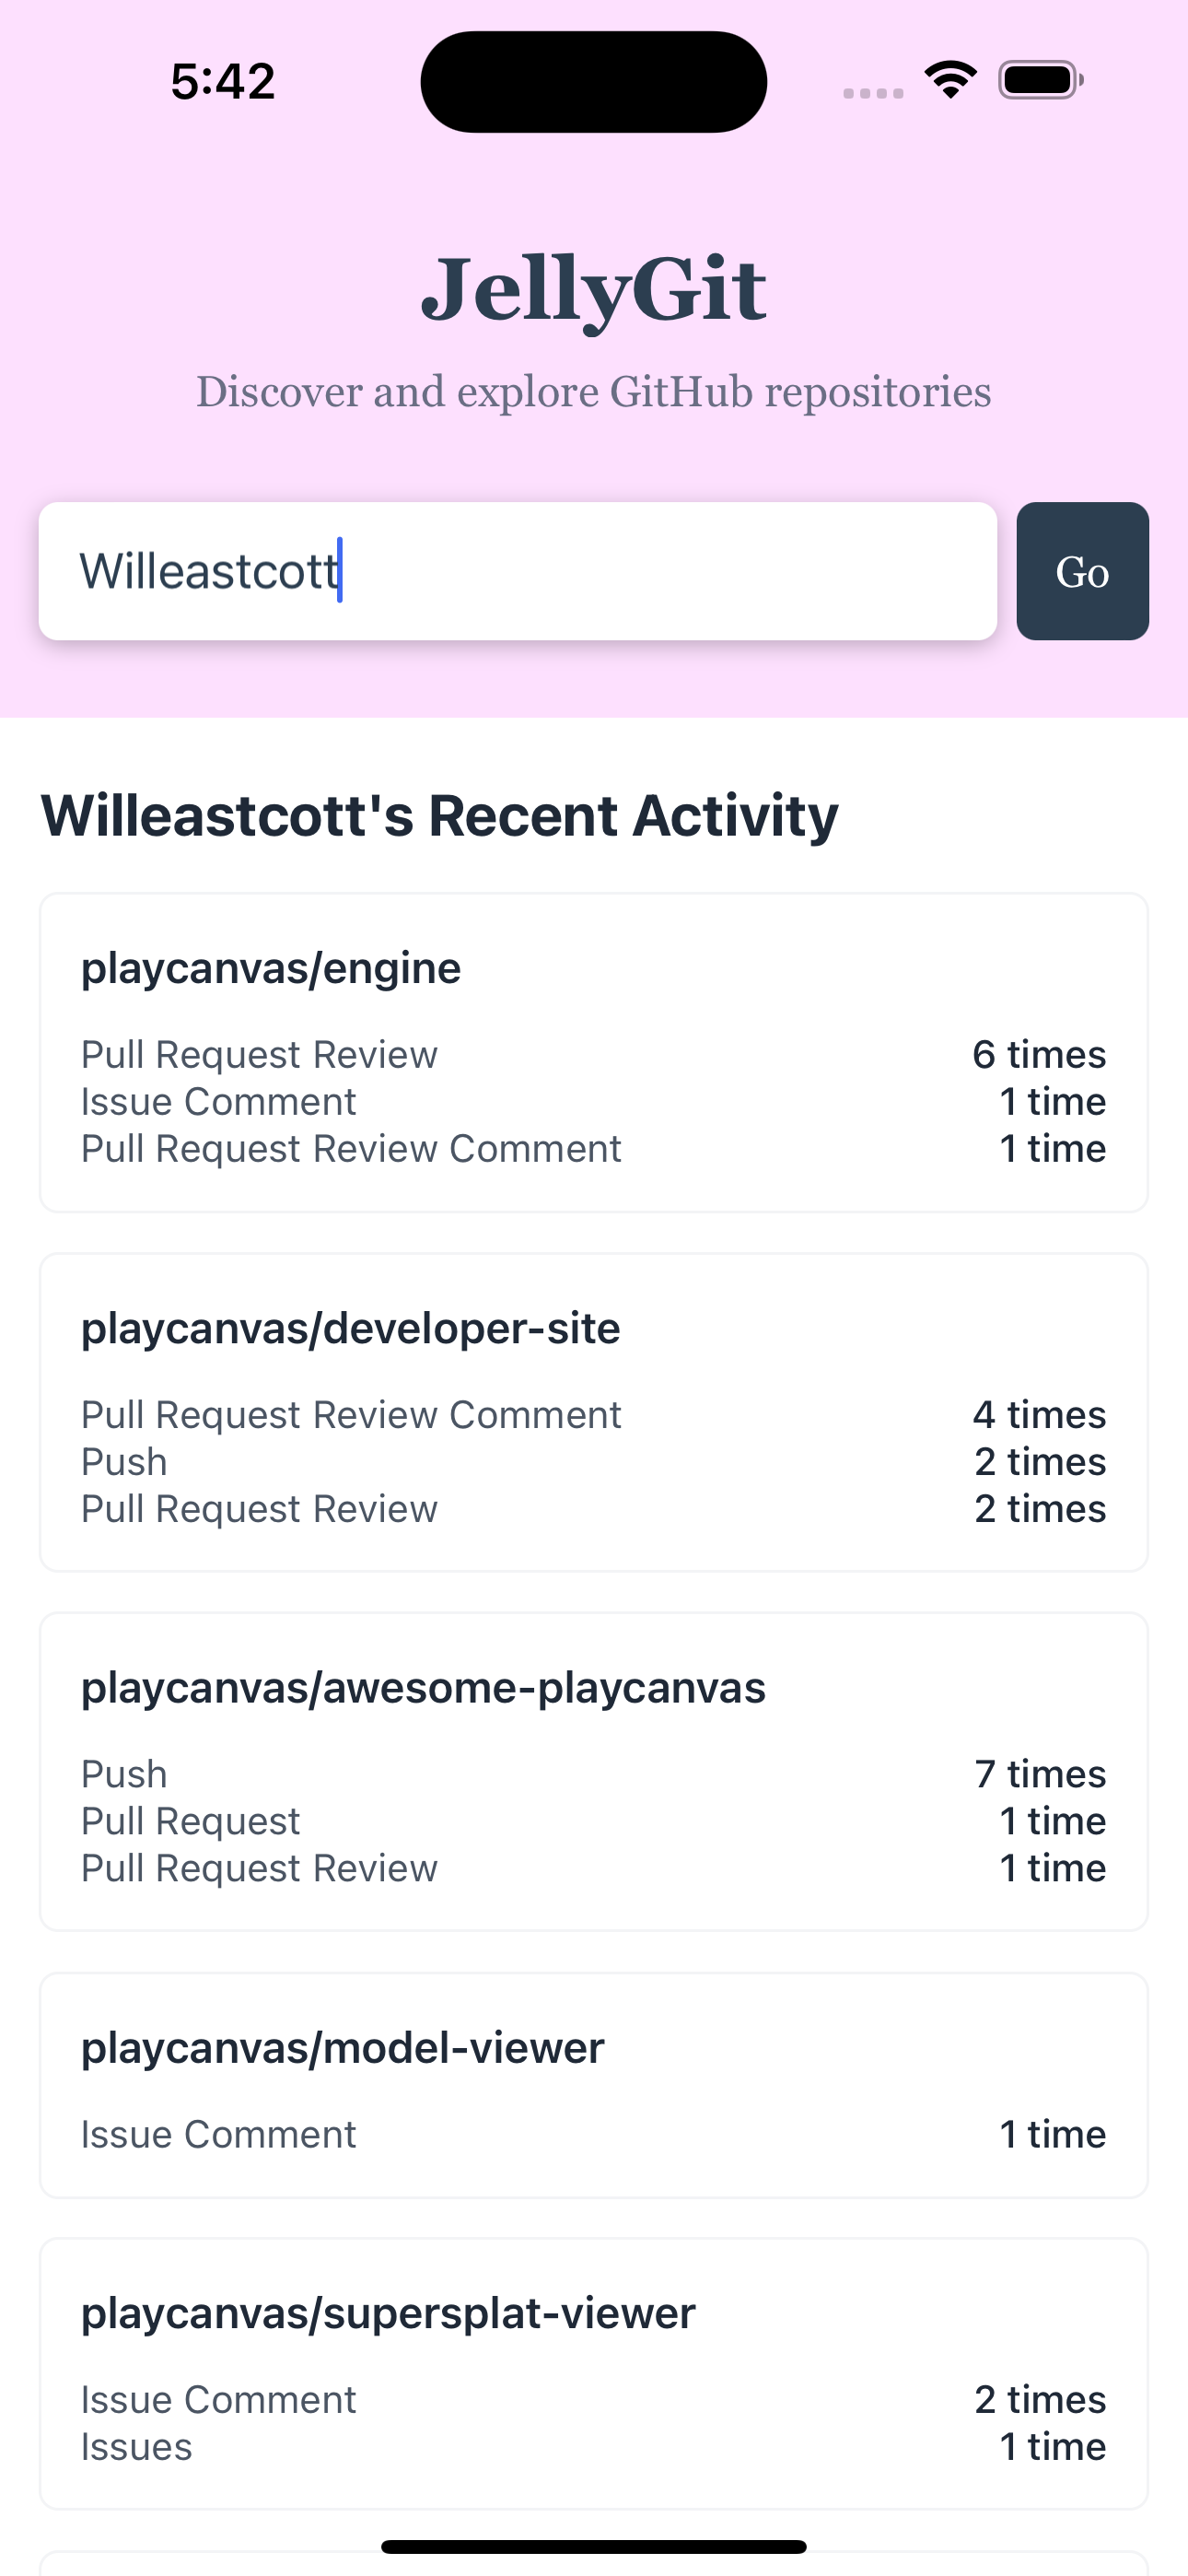 5:42
JellyGit
Discover and explore GitHub repositories
Willeastcott
Go
Willeastcott's Recent Activity
playcanvas/engine
Pull Request Review 6 times
Issue Comment 1 time
Pull Request Review Comment 1 time
playcanvas/developer-site
Pull Request Review Comment 4 times
Push 2 times
Pull Request Review 2 times
playcanvas/awesome-playcanvas
Push 7 times
Pull Request 1 time
Pull Request Review 1 time
playcanvas/model-viewer
Issue Comment 1 time
playcanvas/supersplat-viewer
Issue Comment 2 times
Issues 1 time